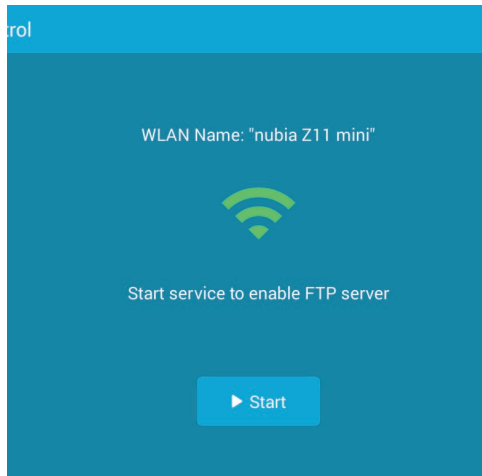 trol
WLAN Name: "nubia Z11 mini"
Start service to enable FTP server
Start